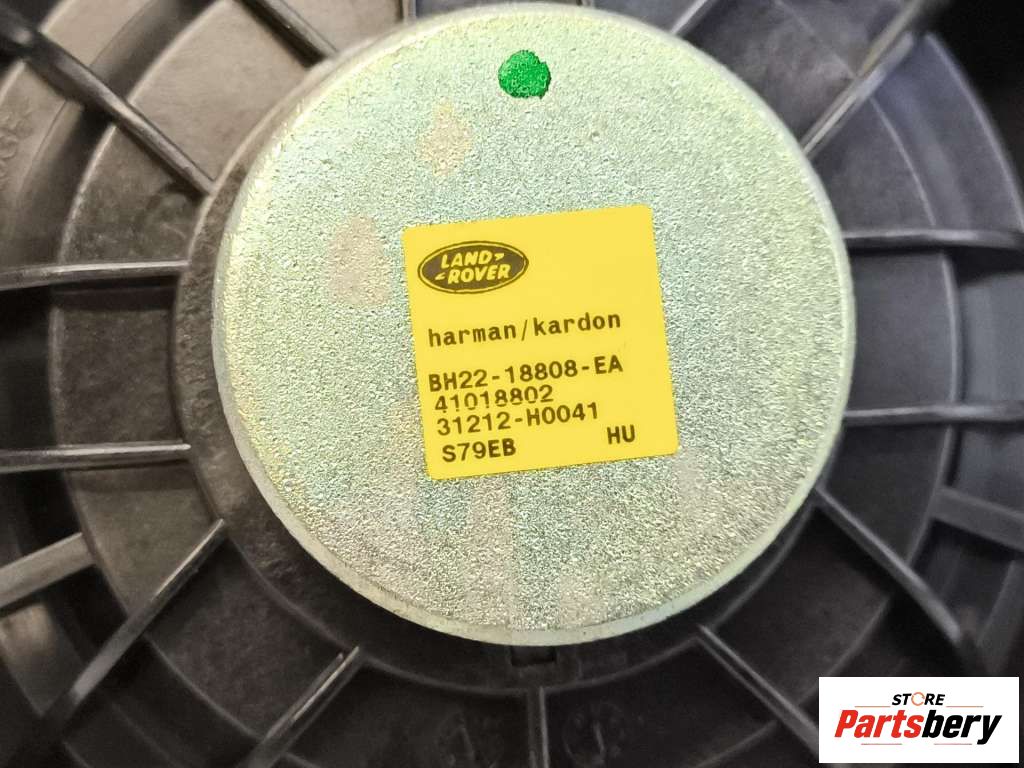 LAND
ROVER
harman/kardon
BH22-18808-EA
41018802
31212-H0041
S79EB HU
STORE
Partsbery